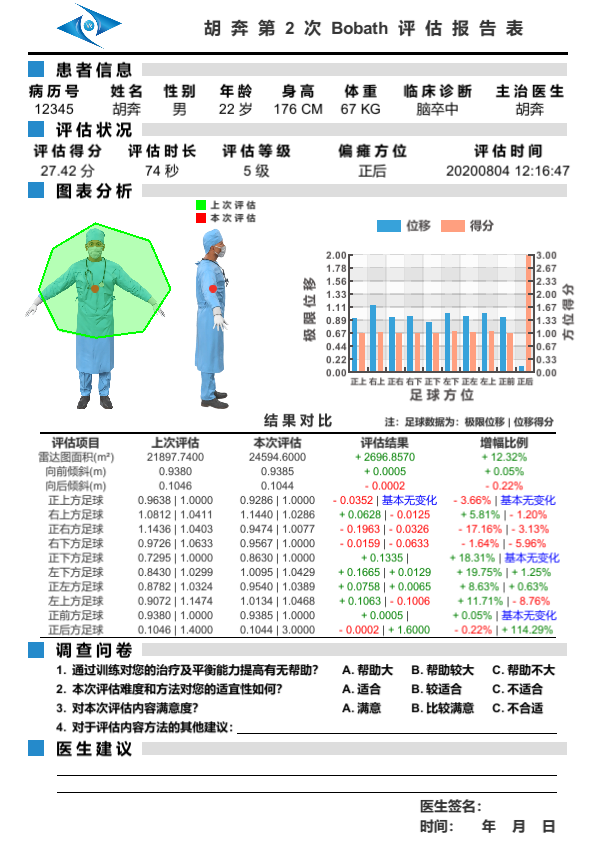 胡奔第2次Bobath评估报告表
患者信息
病历号 姓名 性别 年龄 身高 体重 临床诊断 主治医生
12345 胡奔 男 22 岁 176 CM 67 KG 脑卒中 胡奔
评估状况
评估得分 评估时长 评估等级 偏瘫方位 评估时间
27.42 分 74 秒 5 级 正后 20200804 12:16:47
图表分析
上次评估
本次评估
位移 得分
极限位移
2.00 3.00
1.78 2.67
1.56 2.33
1.33 2.00
1.11 1.67
0.89 1.33
0.67 1.00
0.44 0.67
0.22 0.33
0.00 0.00
方位得分
正上 右上 正右 右下 正下 左下 正左 左上 正前 正后
足球方位
结果对比 注：足球数据为：极限位移 | 位移得分
评估项目 上次评估 本次评估 评估结果 增幅比例
雷达图面积(m²) 21897.7400 24594.6000 + 2696.8570 + 12.32%
向前倾斜(m) 0.9380 0.9385 + 0.0005 + 0.05%
向后倾斜(m) 0.1046 0.1044 - 0.0002 - 0.22%
正上方足球 0.9638 | 1.0000 0.9286 | 1.0000 - 0.0352 | 基本无变化 - 3.66% | 基本无变化
右上方足球 1.0812 | 1.0411 1.1440 | 1.0286 + 0.0628 | - 0.0125 + 5.81% | - 1.20%
正右方足球 1.1436 | 1.0403 0.9474 | 1.0077 - 0.1963 | - 0.0326 - 17.16% | - 3.13%
右下方足球 0.9726 | 1.0633 0.9567 | 1.0000 - 0.0159 | - 0.0633 - 1.64% | - 5.96%
正下方足球 0.7295 | 1.0000 0.8630 | 1.0000 + 0.1335 | + 18.31% | 基本无变化
左下方足球 0.8430 | 1.0299 1.0095 | 1.0429 + 0.1665 | + 0.0129 + 19.75% | + 1.25%
正左方足球 0.8782 | 1.0324 0.9540 | 1.0389 + 0.0758 | + 0.0065 + 8.63% | + 0.63%
左上方足球 0.9072 | 1.1474 1.0134 | 1.0468 + 0.1063 | - 0.1006 + 11.71% | - 8.76%
正前方足球 0.9380 | 1.0000 0.9385 | 1.0000 + 0.0005 | + 0.05% | 基本无变化
正后方足球 0.1046 | 1.4000 0.1044 | 3.0000 - 0.0002 | + 1.6000 - 0.22% | + 114.29%
调查问卷
1. 通过训练对您的治疗及平衡能力提高有无帮助？ A. 帮助大 B. 帮助较大 C. 帮助不大
2. 本次评估难度和方法对您的适宜性如何？ A. 适合 B. 较适合 C. 不适合
3. 对本次评估内容满意度？ A. 满意 B. 比较满意 C. 不合适
4. 对于评估内容方法的其他建议：
医生建议
医生签名：
时间： 年 月 日